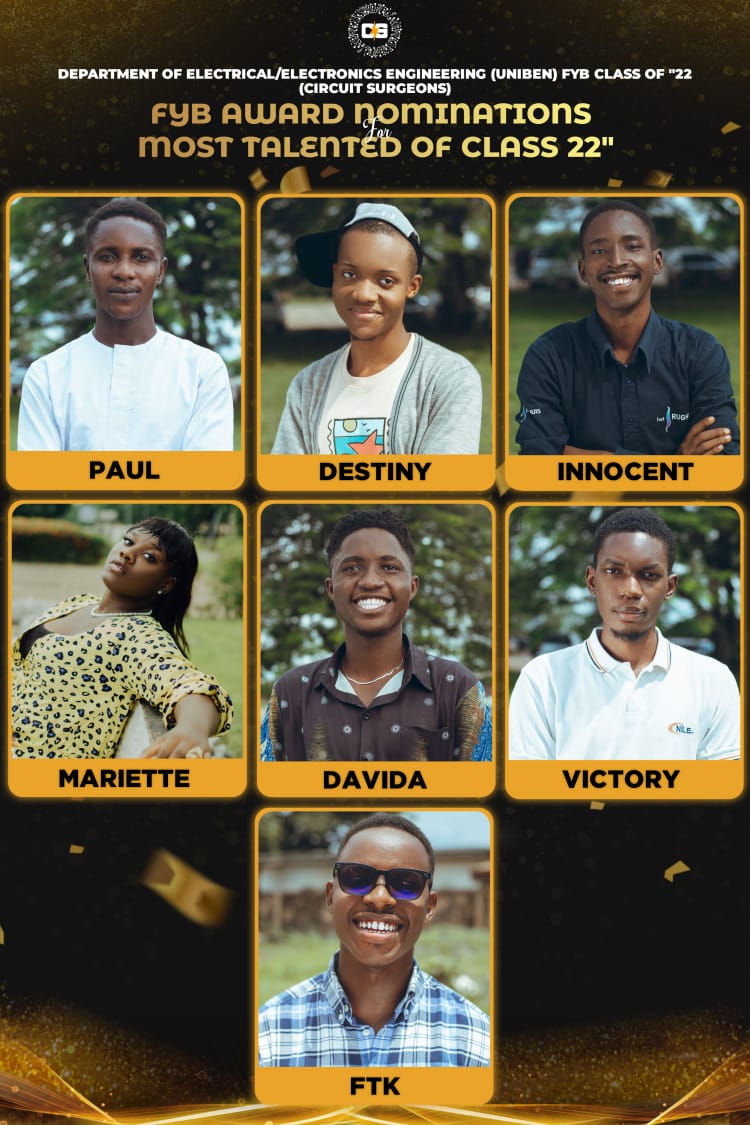 CS
DEPARTMENT OF ELECTRICAL/ELECTRONICS ENGINEERING (UNIBEN) FYB CLASS OF "22
(CIRCUIT SURGEONS)
FYB AWARD NOMINATIONS
For
MOST TALENTED OF CLASS 22"
PAUL
DESTINY
INNOCENT
MARIETTE
NILE
DAVIDA
VICTORY
FTK